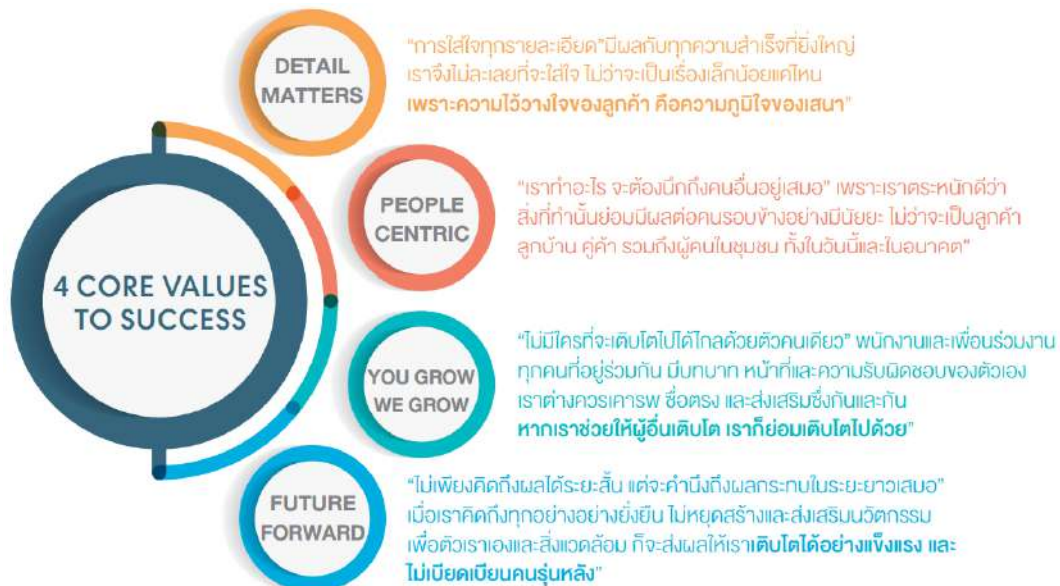 4 CORE VALUES
TO SUCCESS
DETAIL
MATTERS
“การใส่ใจทุกรายละเอียด”มีผลกับทุกความสำเร็จที่ยิ่งใหญ่
เราจึงไม่ละเลยที่จะใส่ใจ ไม่ว่าจะเป็นเรื่องเล็กน้อยแค่ไหน
เพราะความไว้วางใจของลูกค้า คือความภูมิใจของเสนา”
PEOPLE
CENTRIC
“เราทำอะไร จะต้องนึกถึงคนอื่นอยู่เสมอ” เพราะเราตระหนักดีว่า
สิ่งที่ทำนั้นย่อมมีผลต่อคนรอบข้างอย่างมีนัยยะ ไม่ว่าจะเป็นลูกค้า
ลูกบ้าน คู่ค้า รวมถึงผู้คนในชุมชน ทั้งในวันนี้และในอนาคต”
YOU GROW
WE GROW
“ไม่มีใครที่จะเติบโตไปได้ไกลด้วยตัวคนเดียว” พนักงานและเพื่อนร่วมงาน
ทุกคนที่อยู่ร่วมกัน มีบทบาท หน้าที่และความรับผิดชอบของตัวเอง
เราต่างควรเคารพ ซื่อตรง และส่งเสริมซึ่งกันและกัน
หากเราช่วยให้ผู้อื่นเติบโต เราก็ย่อมเติบโตไปด้วย”
FUTURE
FORWARD
“ไม่เพียงคิดถึงผลได้ระยะสั้น แต่จะคำนึงถึงผลกระทบในระยะยาวเสมอ”
เมื่อเราคิดถึงทุกอย่างอย่างยั่งยืน ไม่หยุดสร้างและส่งเสริมนวัตกรรม
เพื่อตัวเราเองและสิ่งแวดล้อม ก็จะส่งผลให้เราเติบโตได้อย่างแข็งแรง และ
ไม่เบียดเบียนคนรุ่นหลัง”